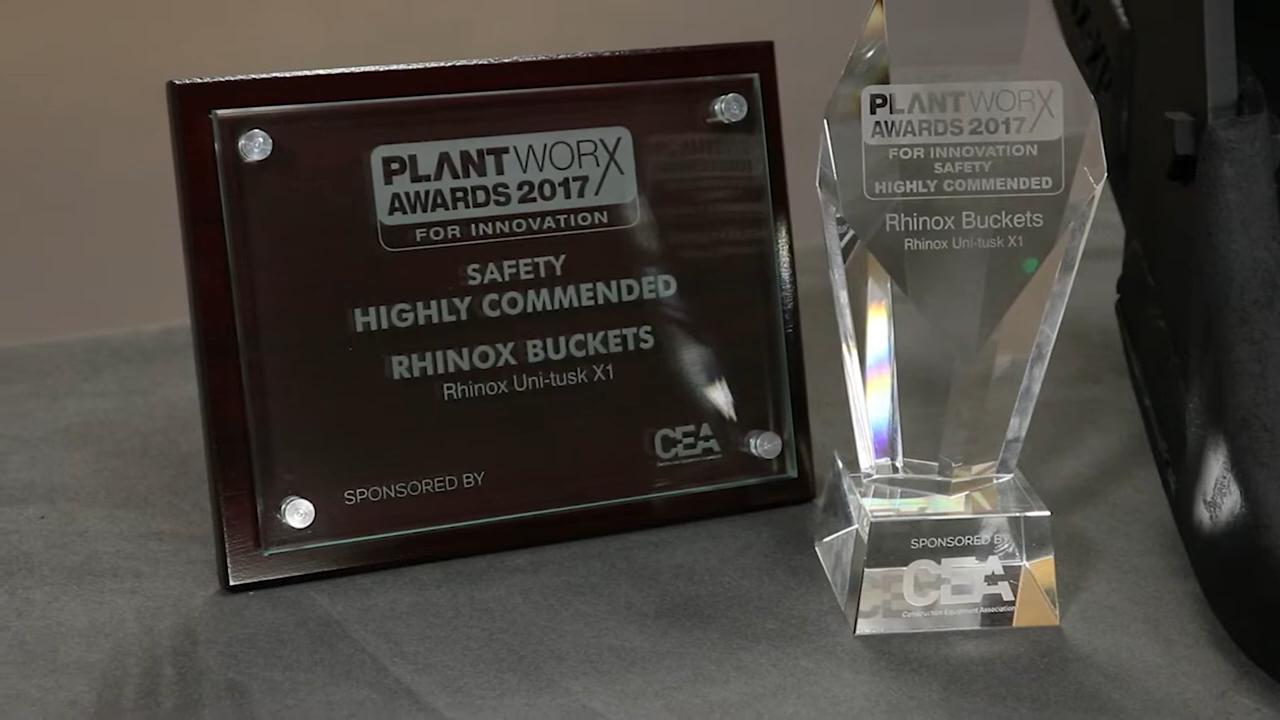 PLANTWORX
AWARDS 2017
FOR INNOVATION
SAFETY
HIGHLY COMMENDED
RHINOX BUCKETS
Rhinox Uni-tusk X1
SPONSORED BY
CEA
PLANTWORX
AWARDS 2017
FOR INNOVATION
SAFETY
HIGHLY COMMENDED
Rhinox Buckets
Rhinox Uni-tusk X1
SPONSORED BY
CEA
Construction Equipment Association